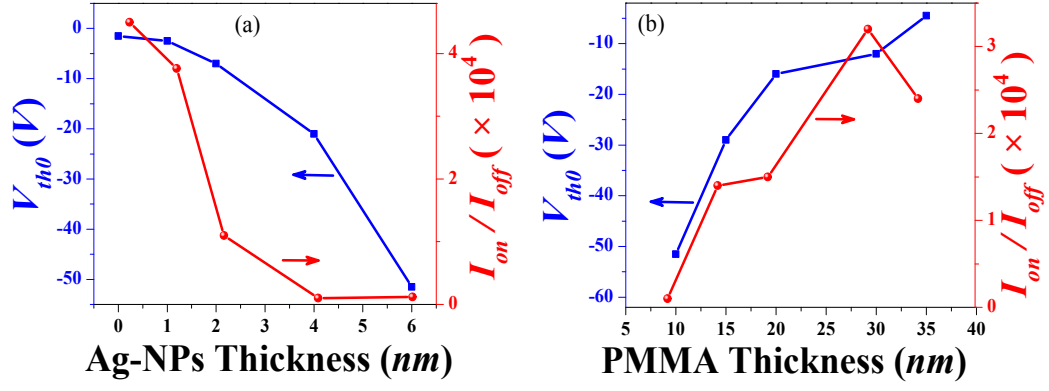 (a)
0
-10
-20
-30
-40
-50
V_th0 (V)
0
2
4
I_on / I_off ( × 10^4)
0 1 2 3 4 5 6
Ag-NPs Thickness (nm)
(b)
-10
-20
-30
-40
-50
-60
V_th0 (V)
0
1
2
3
I_on / I_off ( × 10^4)
5 10 15 20 25 30 35 40
PMMA Thickness (nm)